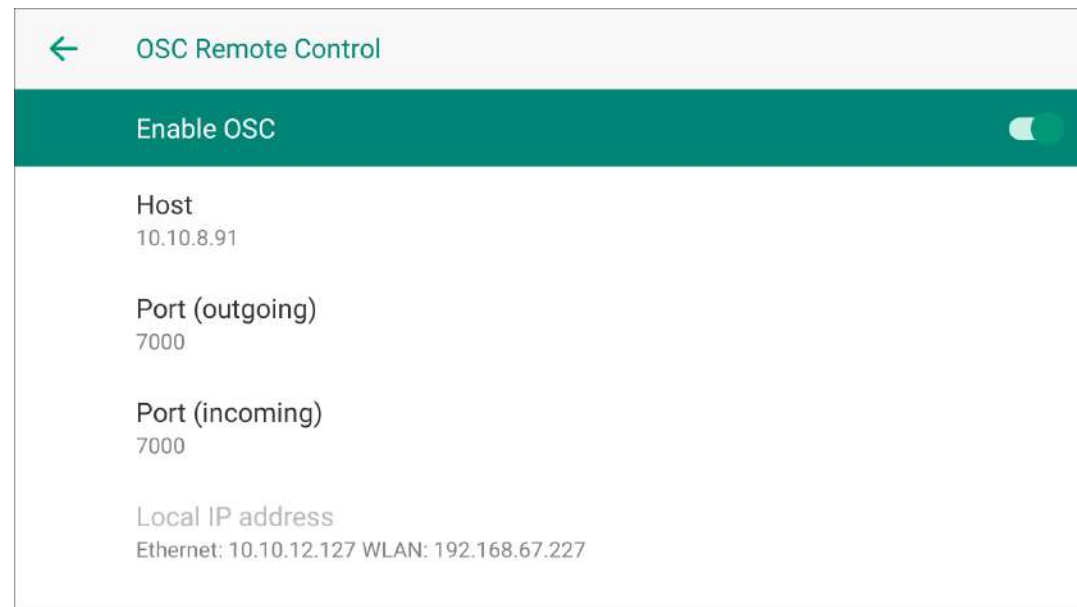 OSC Remote Control
Enable OSC
Host
10.10.8.91
Port (outgoing)
7000
Port (incoming)
7000
Local IP address
Ethernet: 10.10.12.127 WLAN: 192.168.67.227